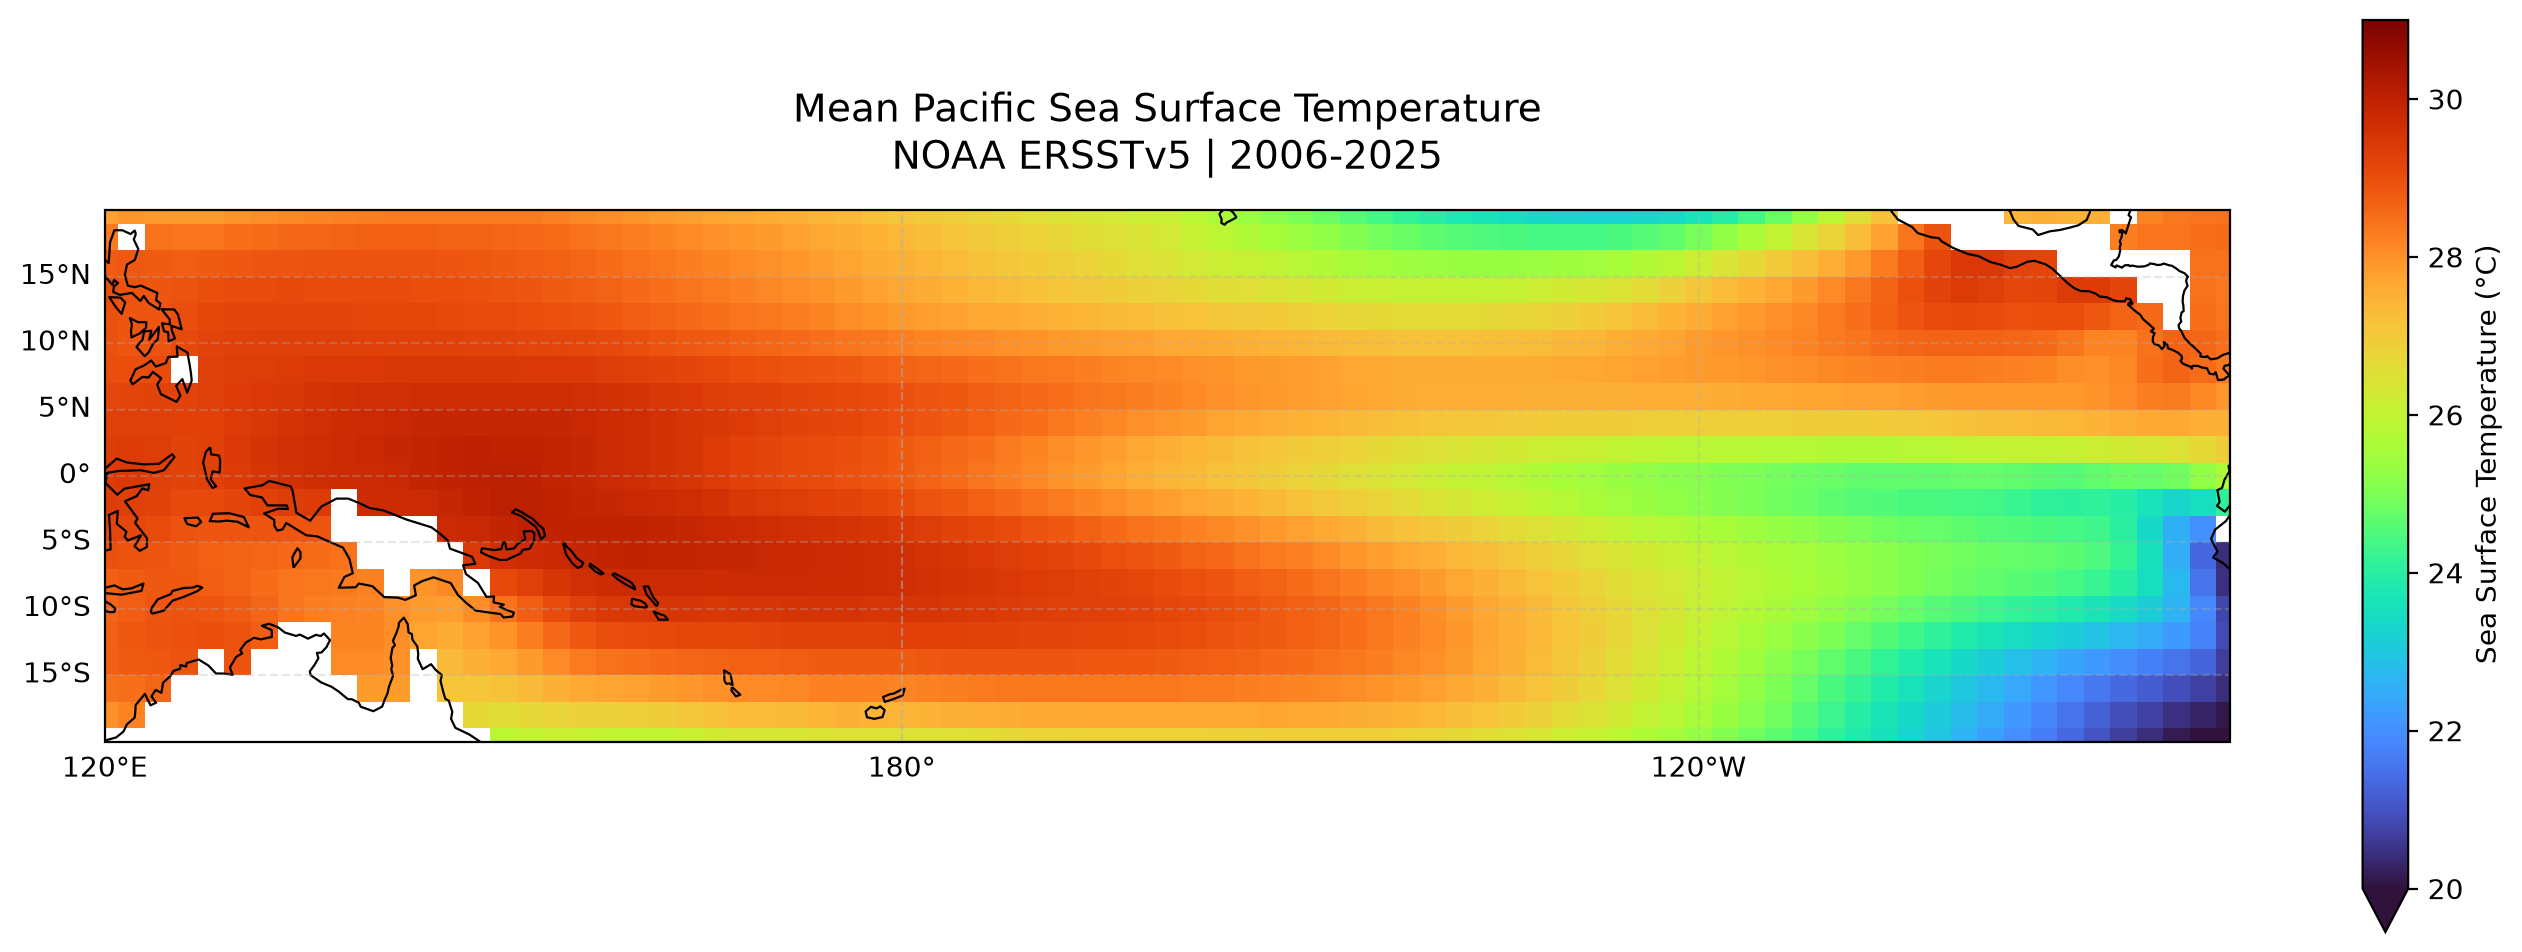 Mean Pacific Sea Surface Temperature
NOAA ERSSTv5 | 2006-2025
15°N
10°N
5°N
0°
5°S
10°S
15°S
120°E
180°
120°W
30
28
26
24
22
20
Sea Surface Temperature (°C)